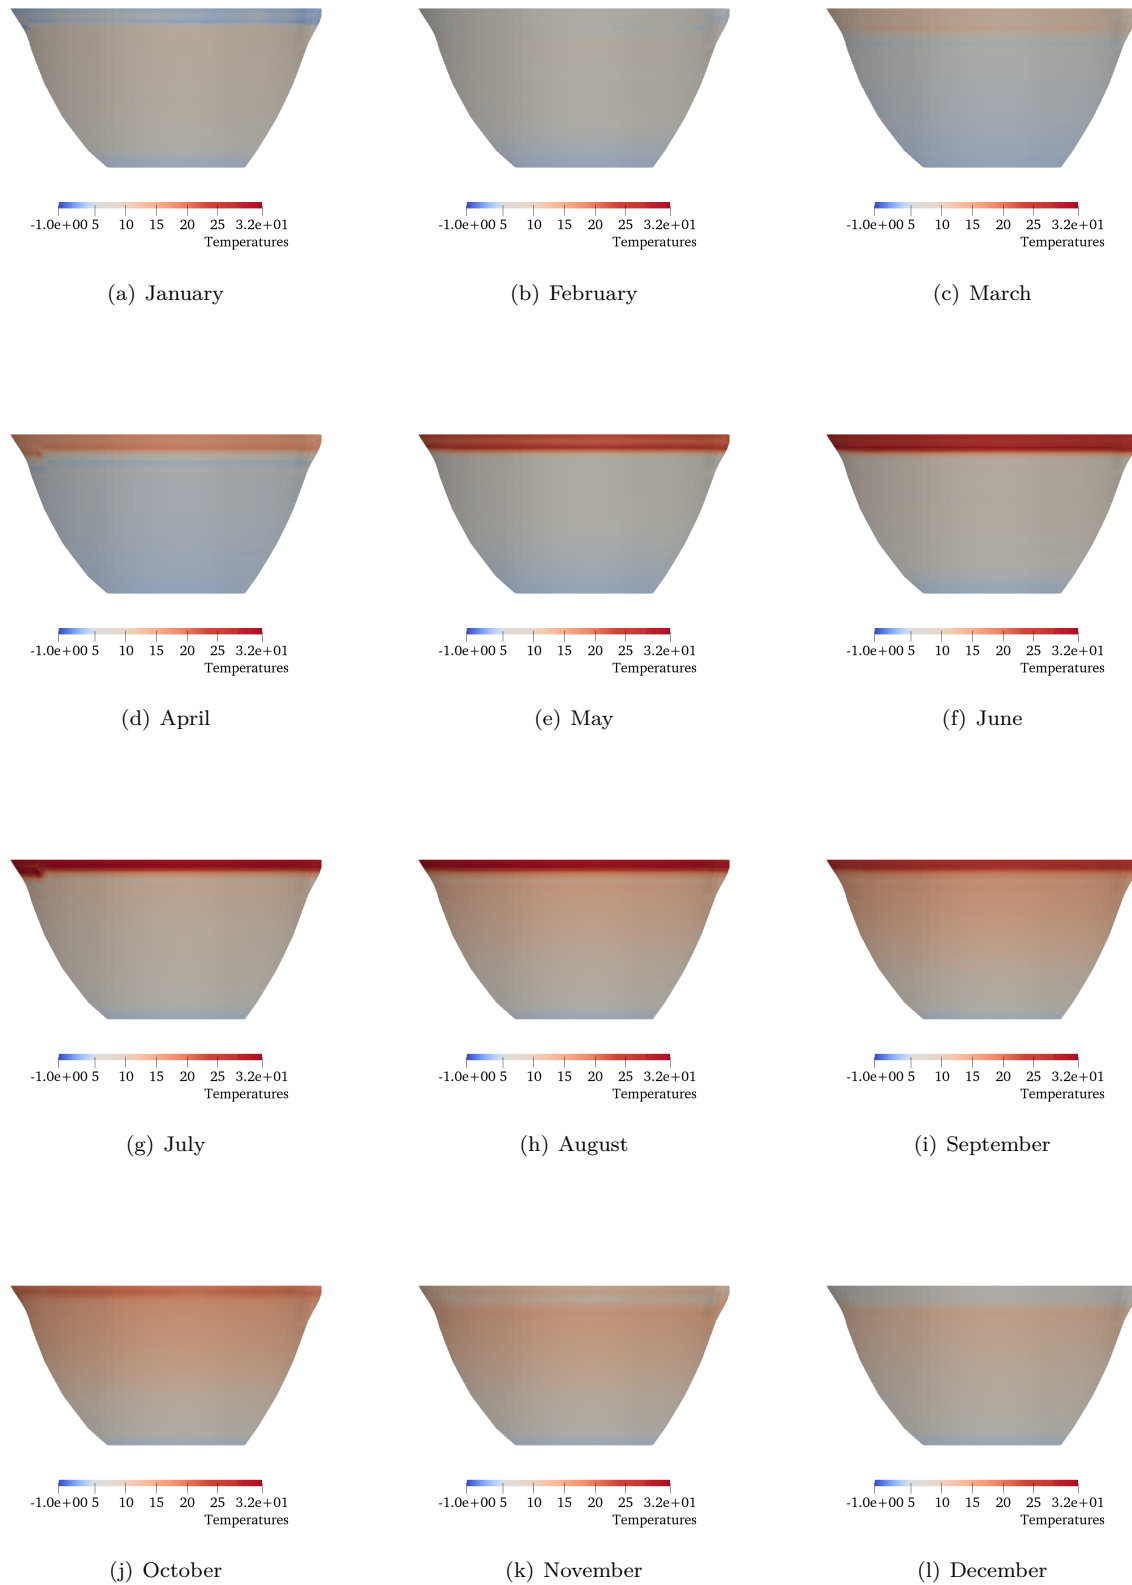 -1.0e+00 5 10 15 20 25 3.2e+01 -1.0e+00 5 10 15 20 25 3.2e+01 -1.0e+00 5 10 15 20 25 3.2e+01
Temperatures Temperatures Temperatures
(a) January (b) February (c) March
-1.0e+00 5 10 15 20 25 3.2e+01 -1.0e+00 5 10 15 20 25 3.2e+01 -1.0e+00 5 10 15 20 25 3.2e+01
Temperatures Temperatures Temperatures
(d) April (e) May (f) June
-1.0e+00 5 10 15 20 25 3.2e+01 -1.0e+00 5 10 15 20 25 3.2e+01 -1.0e+00 5 10 15 20 25 3.2e+01
Temperatures Temperatures Temperatures
(g) July (h) August (i) September
-1.0e+00 5 10 15 20 25 3.2e+01 -1.0e+00 5 10 15 20 25 3.2e+01 -1.0e+00 5 10 15 20 25 3.2e+01
Temperatures Temperatures Temperatures
(j) October (k) November (l) December